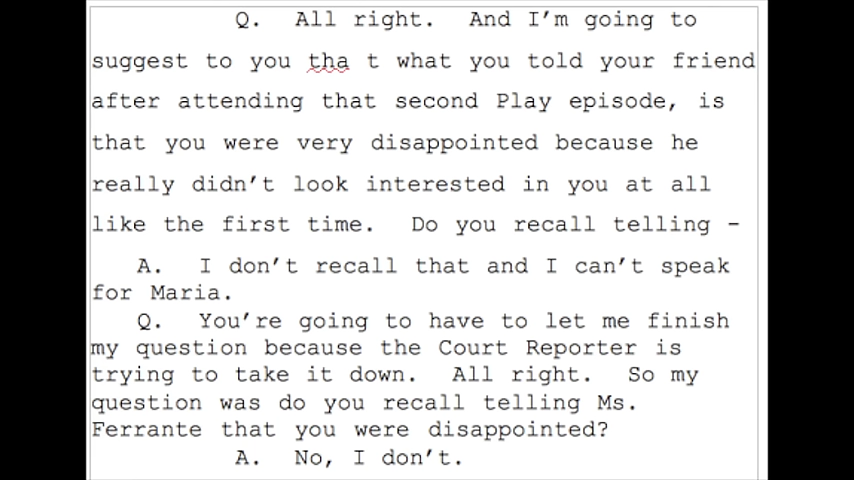 Q. All right. And I’m going to
suggest to you tha t what you told your friend
after attending that second Play episode, is
that you were very disappointed because he
really didn’t look interested in you at all
like the first time. Do you recall telling -
A. I don’t recall that and I can’t speak
for Maria.
Q. You’re going to have to let me finish
my question because the Court Reporter is
trying to take it down. All right. So my
question was do you recall telling Ms.
Ferrante that you were disappointed?
A. No, I don’t.